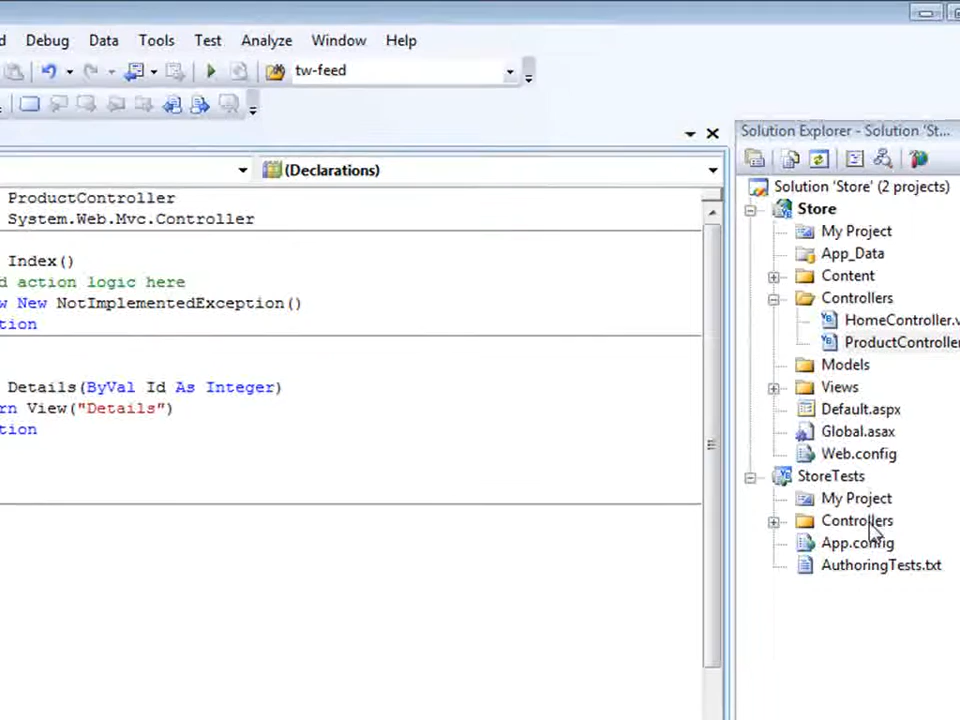 d Debug Data Tools Test Analyze Window Help
tw-feed
Solution Explorer - Solution 'St...
(Declarations)
ProductController
System.Web.Mvc.Controller
Index()
d action logic here
w New NotImplementedException()
tion
Details(ByVal Id As Integer)
rn View("Details")
tion
Solution 'Store' (2 projects)
Store
My Project
App_Data
Content
Controllers
HomeController.v
ProductController
Models
Views
Default.aspx
Global.asax
Web.config
StoreTests
My Project
Controllers
App.config
AuthoringTests.txt